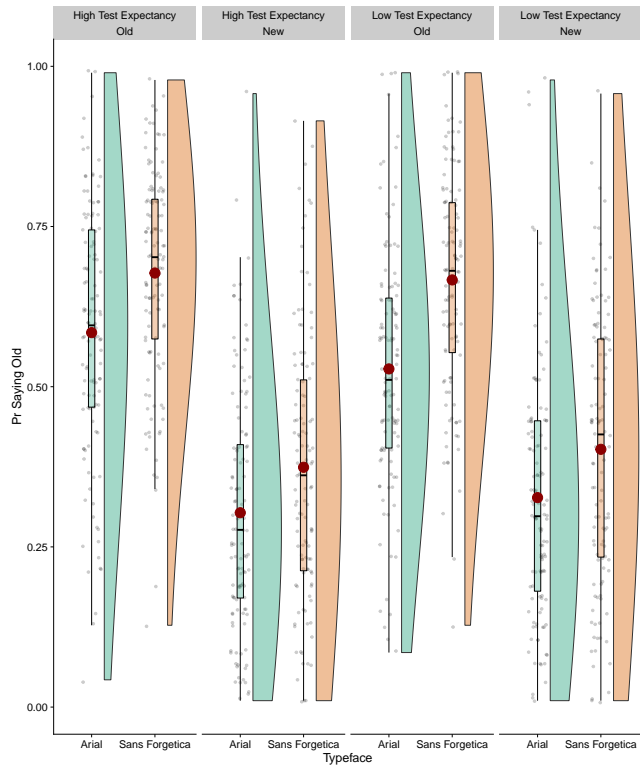 High Test Expectancy
Old
High Test Expectancy
New
Low Test Expectancy
Old
Low Test Expectancy
New
Pr Saying Old
1.00
0.75
0.50
0.25
0.00
Arial Sans Forgetica
Arial Sans Forgetica
Arial Sans Forgetica
Arial Sans Forgetica
Typeface